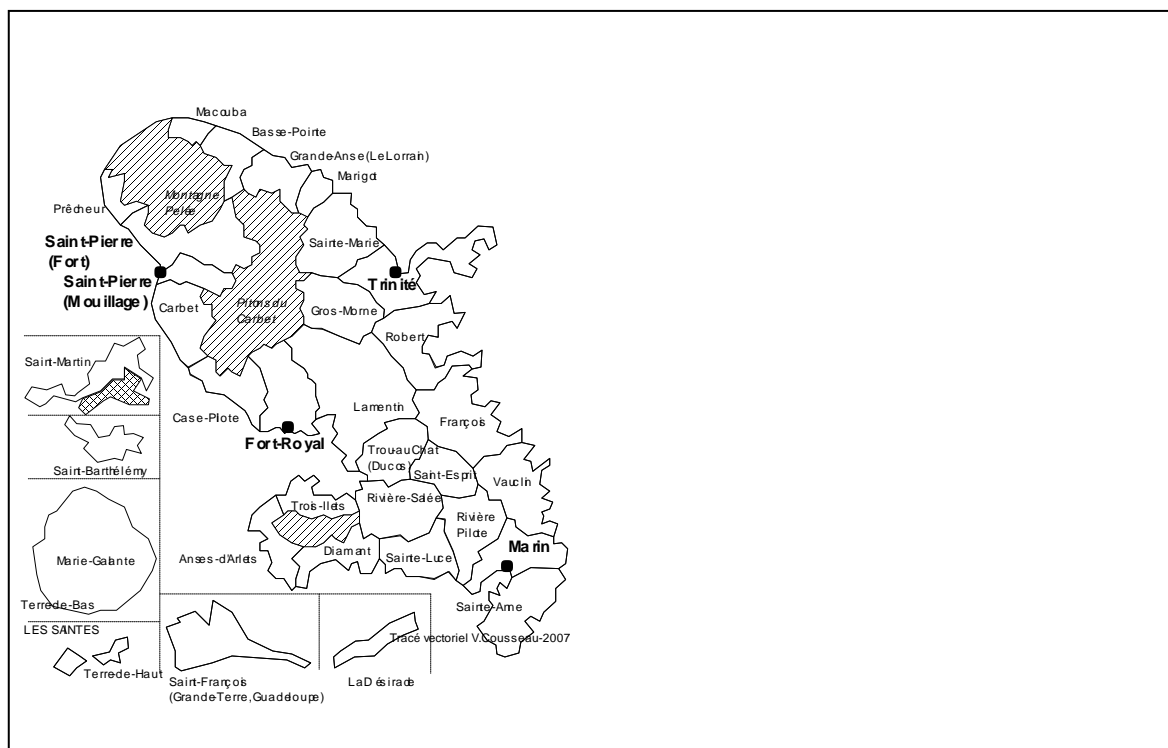 Macouba
Basse-Pointe
Grande-Anse (Le Lorrain)
Marigot
Montagne
Pelée
Prêcheur
Saint-Pierre
(Fort)
Sainte-Marie
Saint-Pierre
(Mouillage)
Trinité
Carbet
Pitons du
Carbet
Gros-Morne
Robert
Saint-Martin
Case-Pilote
Lamentin
François
Fort-Royal
Trou au Chat
(Ducos)
Saint-Esprit
Saint-Barthélémy
Vauclin
Rivière-Salée
Trois-Ilets
Rivière
Pilote
Marie-Galante
Anses-d'Arlets
Diamant
Sainte-Luce
Marin
Terre-de-Bas
Sainte-Anne
LES SAINTES
Tracé vectoriel V.Cousseau-2007
Terre-de-Haut
Saint-François
(Grande-Terre, Guadeloupe)
La Désirade